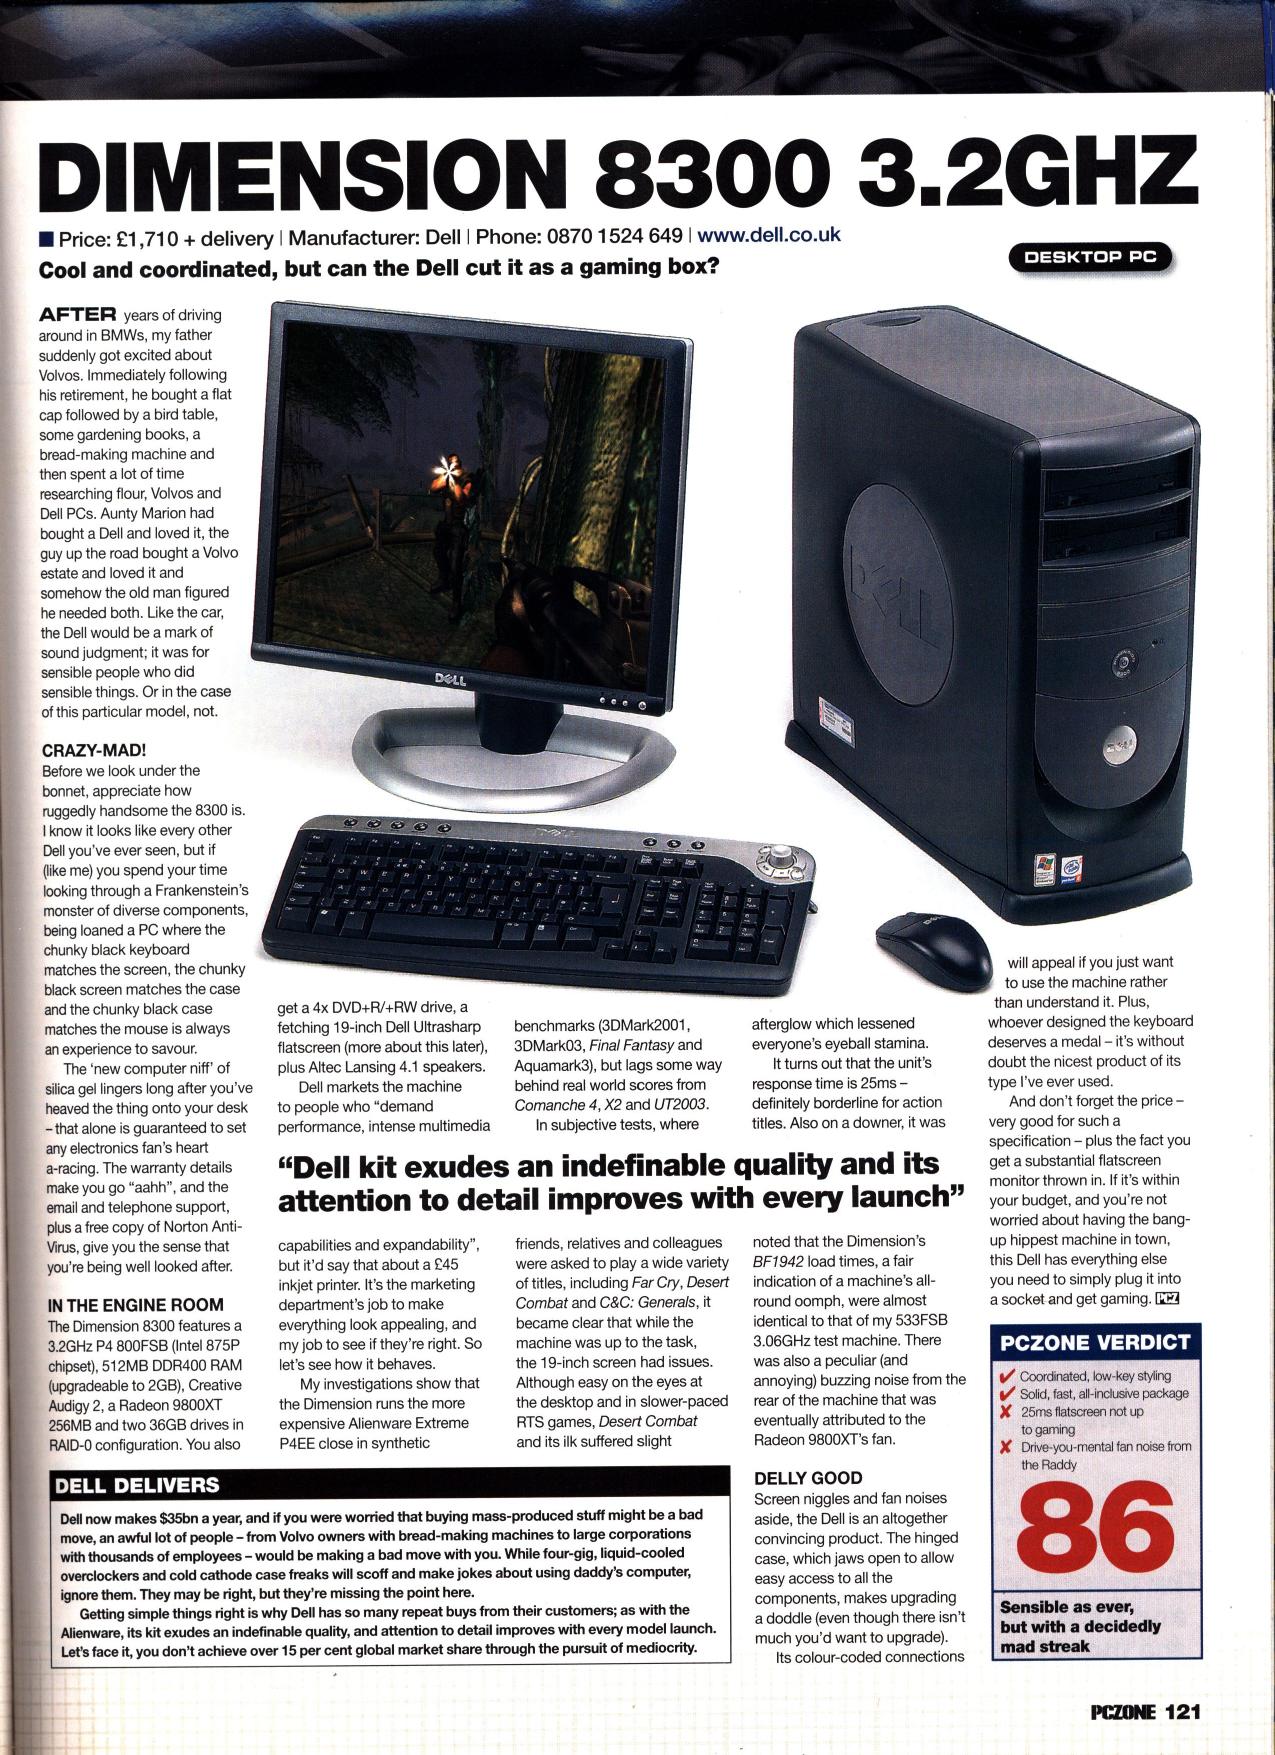 DIMENSION 8300 3.2GHZ
■ Price: £1,710 + delivery | Manufacturer: Dell | Phone: 0870 1524 649 | www.dell.co.uk
Cool and coordinated, but can the Dell cut it as a gaming box?
DESKTOP PC
AFTER years of driving
around in BMWs, my father
suddenly got excited about
Volvos. Immediately following
his retirement, he bought a flat
cap followed by a bird table,
some gardening books, a
bread-making machine and
then spent a lot of time
researching flour, Volvos and
Dell PCs. Aunty Marion had
bought a Dell and loved it, the
guy up the road bought a Volvo
estate and loved it and
somehow the old man figured
he needed both. Like the car,
the Dell would be a mark of
sound judgment; it was for
sensible people who did
sensible things. Or in the case
of this particular model, not.
CRAZY-MAD!
Before we look under the
bonnet, appreciate how
ruggedly handsome the 8300 is.
I know it looks like every other
Dell you've ever seen, but if
(like me) you spend your time
looking through a Frankenstein's
monster of diverse components,
being loaned a PC where the
chunky black keyboard
matches the screen, the chunky
black screen matches the case
and the chunky black case
matches the mouse is always
an experience to savour.
The 'new computer niff' of
silica gel lingers long after you've
heaved the thing onto your desk
– that alone is guaranteed to set
any electronics fan's heart
a-racing. The warranty details
make you go "aahh", and the
email and telephone support,
plus a free copy of Norton Anti-
Virus, give you the sense that
you're being well looked after.
IN THE ENGINE ROOM
The Dimension 8300 features a
3.2GHz P4 800FSB (Intel 875P
chipset), 512MB DDR400 RAM
(upgradeable to 2GB), Creative
Audigy 2, a Radeon 9800XT
256MB and two 36GB drives in
RAID-0 configuration. You also
DELL
DELL
DELL
DELL
DELL
get a 4x DVD+R/+RW drive, a
fetching 19-inch Dell Ultrasharp
flatscreen (more about this later),
plus Altec Lansing 4.1 speakers.
Dell markets the machine
to people who "demand
performance, intense multimedia
capabilities and expandability",
but it'd say that about a £45
inkjet printer. It's the marketing
department's job to make
everything look appealing, and
my job to see if they're right. So
let's see how it behaves.
My investigations show that
the Dimension runs the more
expensive Alienware Extreme
P4EE close in synthetic
benchmarks (3DMark2001,
3DMark03, Final Fantasy and
Aquamark3), but lags some way
behind real world scores from
Comanche 4, X2 and UT2003.
In subjective tests, where
friends, relatives and colleagues
were asked to play a wide variety
of titles, including Far Cry, Desert
Combat and C&C: Generals, it
became clear that while the
machine was up to the task,
the 19-inch screen had issues.
Although easy on the eyes at
the desktop and in slower-paced
RTS games, Desert Combat
and its ilk suffered slight
afterglow which lessened
everyone's eyeball stamina.
It turns out that the unit's
response time is 25ms –
definitely borderline for action
titles. Also on a downer, it was
noted that the Dimension's
BF1942 load times, a fair
indication of a machine's all-
round oomph, were almost
identical to that of my 533FSB
3.06GHz test machine. There
was also a peculiar (and
annoying) buzzing noise from the
rear of the machine that was
eventually attributed to the
Radeon 9800XT's fan.
"Dell kit exudes an indefinable quality and its
attention to detail improves with every launch"
DELLY GOOD
Screen niggles and fan noises
aside, the Dell is an altogether
convincing product. The hinged
case, which jaws open to allow
easy access to all the
components, makes upgrading
a doddle (even though there isn't
much you'd want to upgrade).
Its colour-coded connections
will appeal if you just want
to use the machine rather
than understand it. Plus,
whoever designed the keyboard
deserves a medal – it's without
doubt the nicest product of its
type I've ever used.
And don't forget the price –
very good for such a
specification – plus the fact you
get a substantial flatscreen
monitor thrown in. If it's within
your budget, and you're not
worried about having the bang-
up hippest machine in town,
this Dell has everything else
you need to simply plug it into
a socket and get gaming. PCZ
DELL DELIVERS
Dell now makes $35bn a year, and if you were worried that buying mass-produced stuff might be a bad
move, an awful lot of people – from Volvo owners with bread-making machines to large corporations
with thousands of employees – would be making a bad move with you. While four-gig, liquid-cooled
overclockers and cold cathode case freaks will scoff and make jokes about using daddy's computer,
ignore them. They may be right, but they're missing the point here.
Getting simple things right is why Dell has so many repeat buys from their customers; as with the
Alienware, its kit exudes an indefinable quality, and attention to detail improves with every model launch.
Let's face it, you don't achieve over 15 per cent global market share through the pursuit of mediocrity.
PCZONE VERDICT
✓ Coordinated, low-key styling
✓ Solid, fast, all-inclusive package
✗ 25ms flatscreen not up
to gaming
✗ Drive-you-mental fan noise from
the Raddy
86
Sensible as ever,
but with a decidedly
mad streak
PCZONE 121